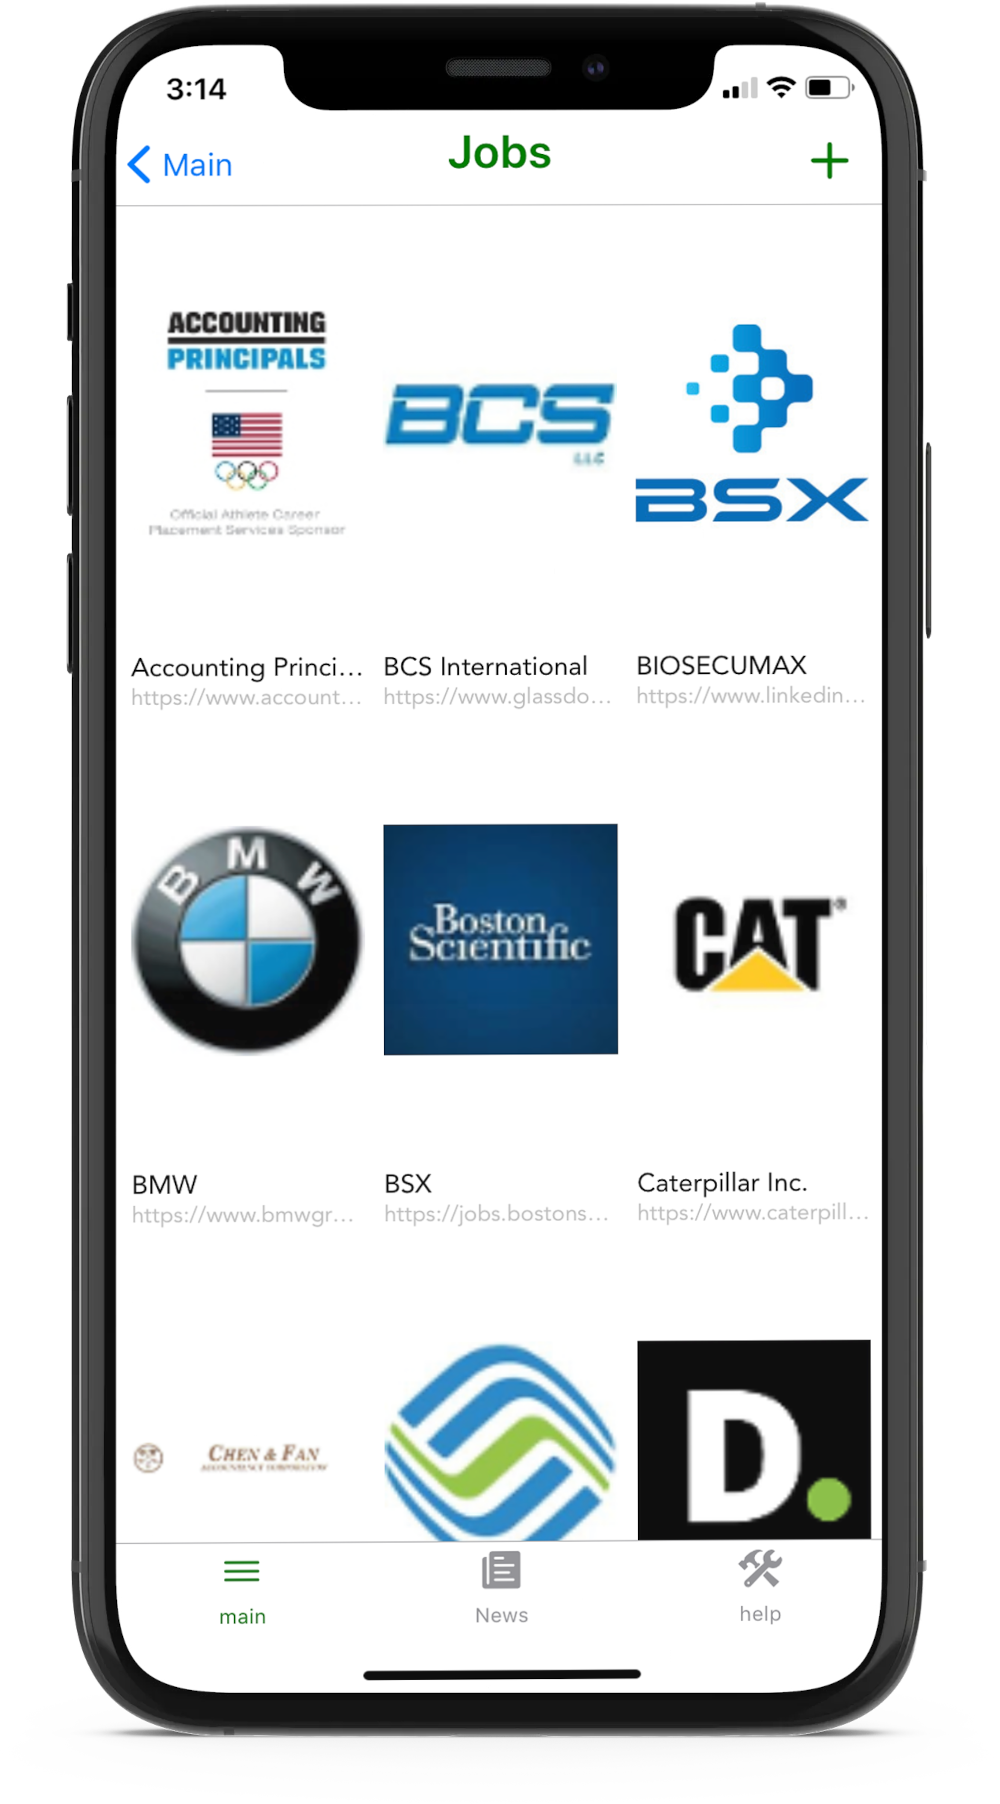 3:14
Main
Jobs
ACCOUNTING
PRINCIPALS
Official Athlete Career
Placement Services Sponsor
BCS
LLC
BSX
Accounting Princi...
https://www.account...
BCS International
https://www.glassdo...
BIOSECUMAX
https://www.linkedin...
BMW
Boston
Scientific
CAT®
BMW
https://www.bmwgr...
BSX
https://jobs.bostons...
Caterpillar Inc.
https://www.caterpill...
CHEN & FAN
ACCOUNTANCY CORPORATION
D.
main
News
help